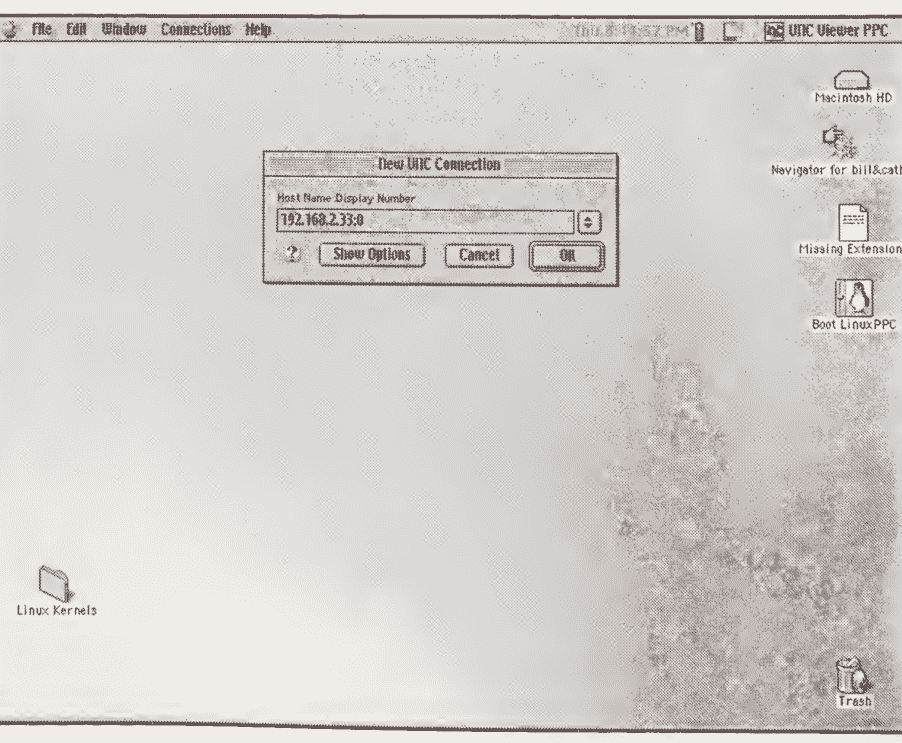 File Edit Window Connections Help VNC Viewer PPC
Macintosh HD
New VNC Connection
Navigator for bill&cath
Host Name Display Number
192.168.2.33:0
Missing Extension
? Show Options Cancel OK
Boot LinuxPPC
Linux Kernels
Trash